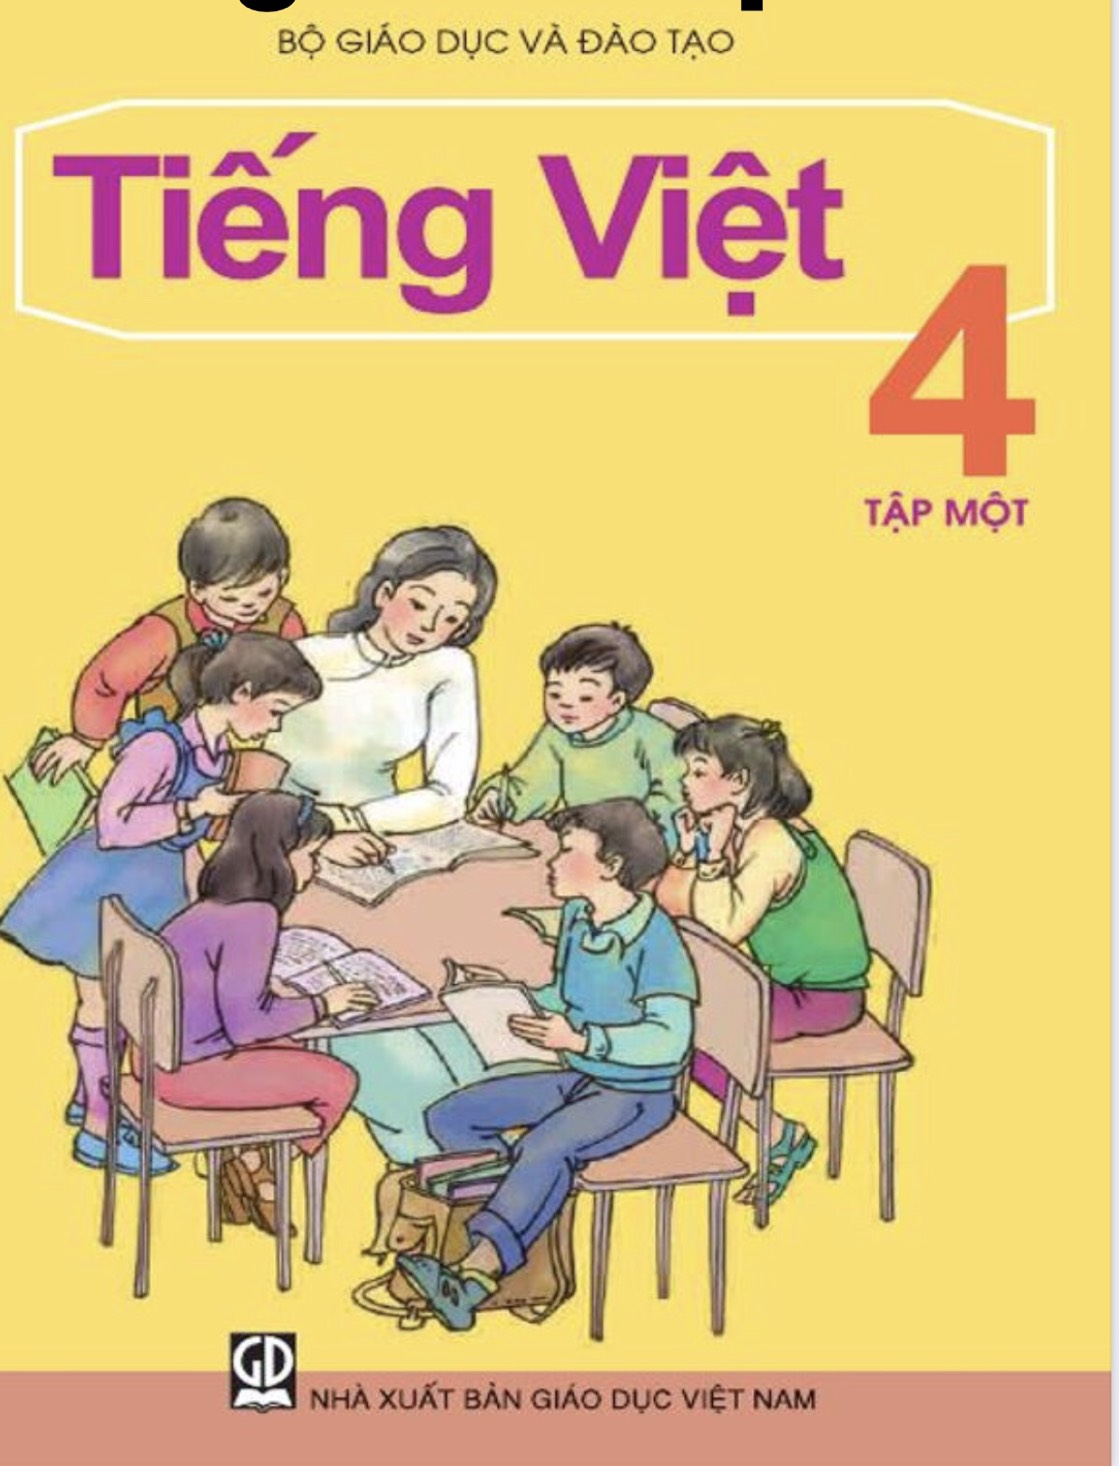 BỘ GIÁO DỤC VÀ ĐÀO TẠO
Tiếng Việt
4
TẬP MỘT
GD
NHÀ XUẤT BẢN GIÁO DỤC VIỆT NAM